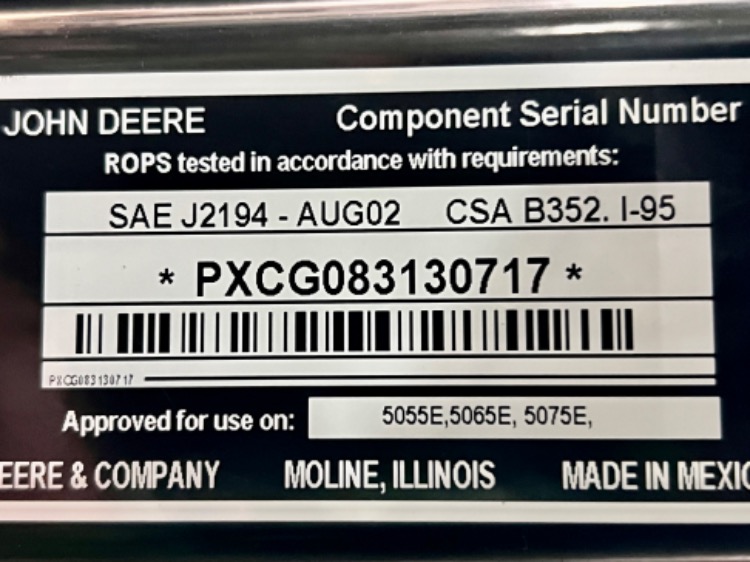 JOHN DEERE Component Serial Number
ROPS tested in accordance with requirements:
SAE J2194 - AUG02 CSA B352. I-95
* PXCG083130717 *
PXCG083130717
Approved for use on: 5055E,5065E, 5075E,
EERE & COMPANY MOLINE, ILLINOIS MADE IN MEXIC